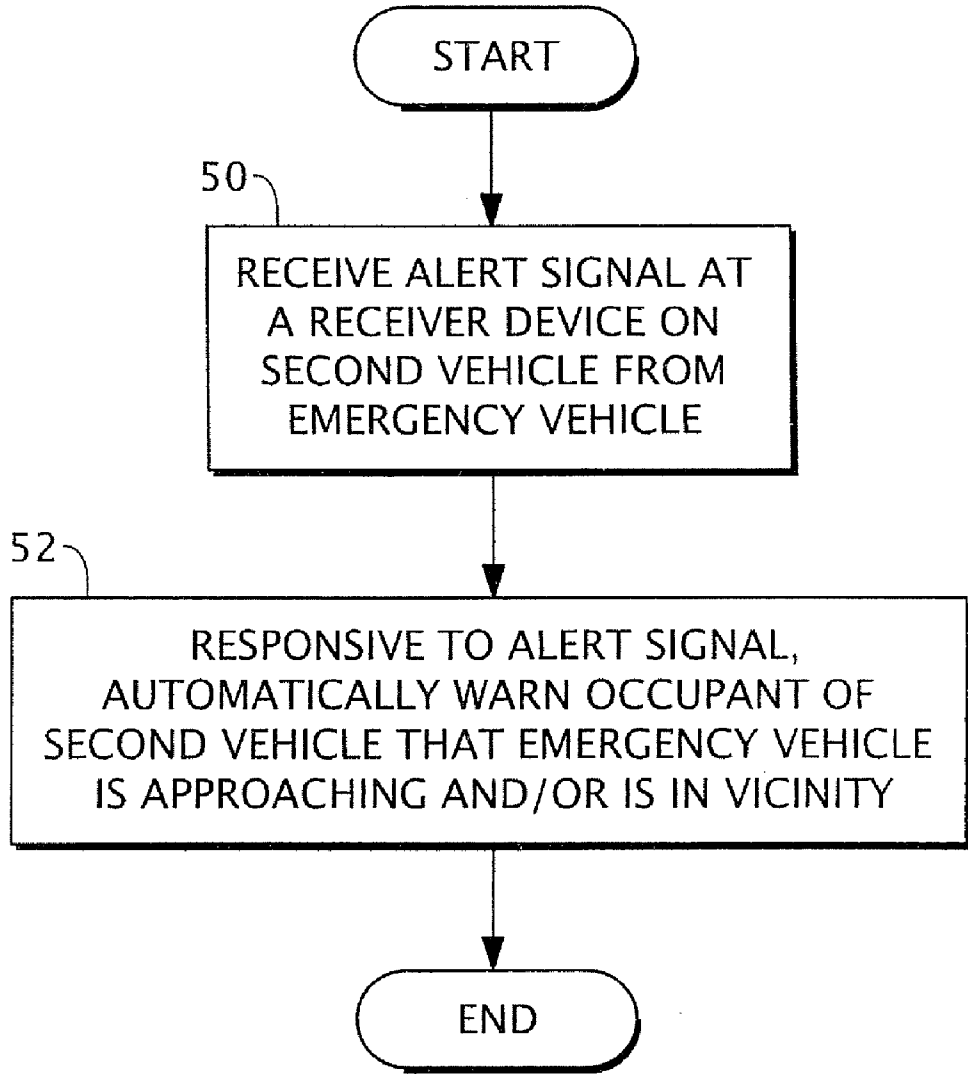 START
50
RECEIVE ALERT SIGNAL AT
A RECEIVER DEVICE ON
SECOND VEHICLE FROM
EMERGENCY VEHICLE
52
RESPONSIVE TO ALERT SIGNAL,
AUTOMATICALLY WARN OCCUPANT OF
SECOND VEHICLE THAT EMERGENCY VEHICLE
IS APPROACHING AND/OR IS IN VICINITY
END